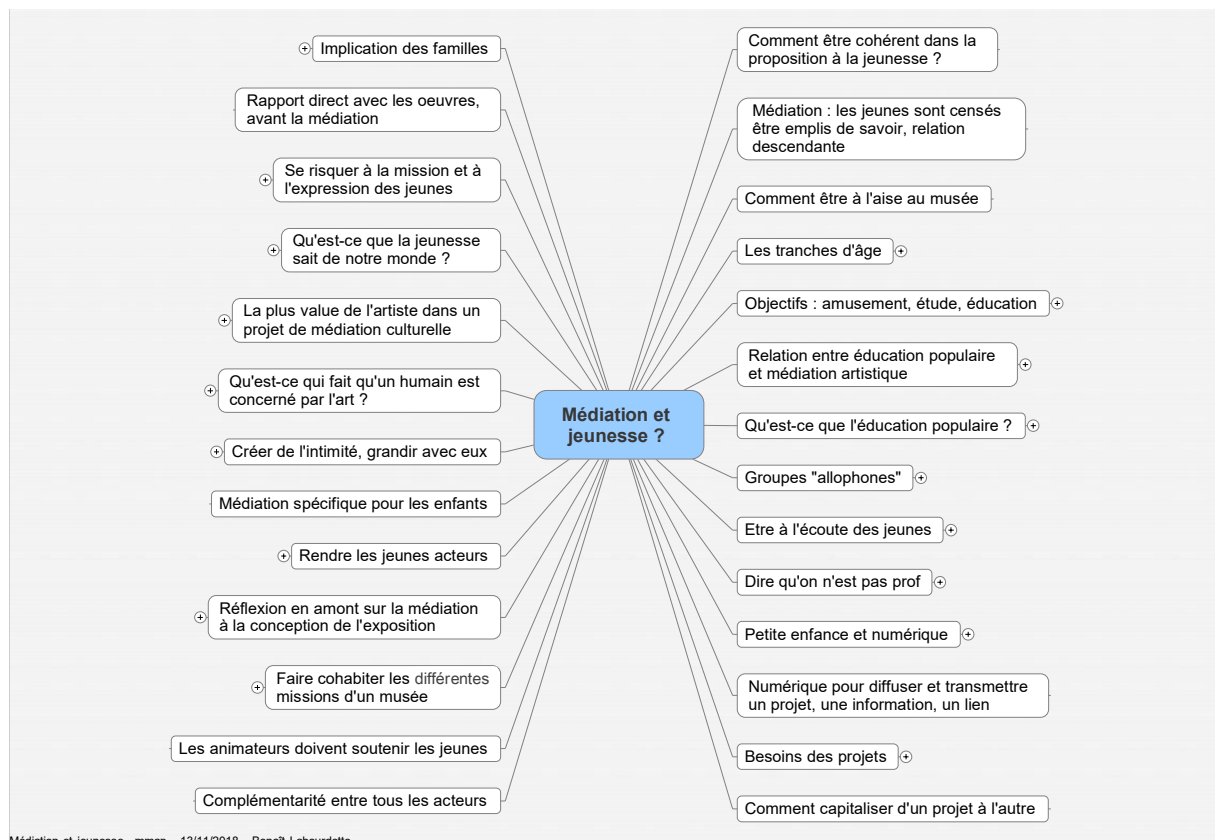 Médiation et
jeunesse ?
Implication des familles
Rapport direct avec les oeuvres,
avant la médiation
Se risquer à la mission et à
l'expression des jeunes
Qu'est-ce que la jeunesse
sait de notre monde ?
La plus value de l'artiste dans un
projet de médiation culturelle
Qu'est-ce qui fait qu'un humain est
concerné par l'art ?
Créer de l'intimité, grandir avec eux
Médiation spécifique pour les enfants
Rendre les jeunes acteurs
Réflexion en amont sur la médiation
à la conception de l'exposition
Faire cohabiter les différentes
missions d'un musée
Les animateurs doivent soutenir les jeunes
Complémentarité entre tous les acteurs
Comment être cohérent dans la
proposition à la jeunesse ?
Médiation : les jeunes sont censés
être emplis de savoir, relation
descendante
Comment être à l'aise au musée
Les tranches d'âge
Objectifs : amusement, étude, éducation
Relation entre éducation populaire
et médiation artistique
Qu'est-ce que l'éducation populaire ?
Groupes "allophones"
Etre à l'écoute des jeunes
Dire qu'on n'est pas prof
Petite enfance et numérique
Numérique pour diffuser et transmettre
un projet, une information, un lien
Besoins des projets
Comment capitaliser d'un projet à l'autre
Médiation et jeunesse 13/11/2018 Benoît Labourdette